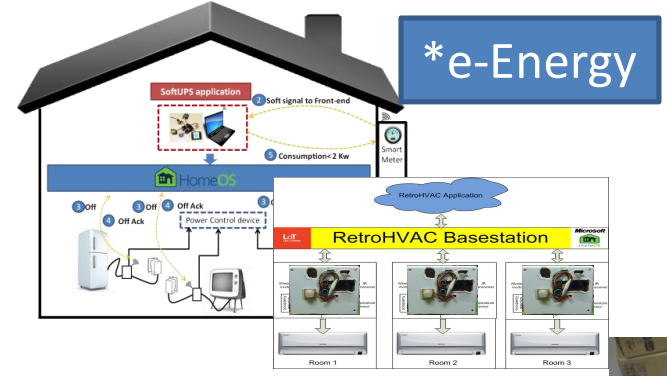 *e-Energy
SoftUPS application
2 Soft signal to Front-end
5 Consumption<2 Kw
Smart
Meter
HomeOS
3 Off
3 Off
4 Off Ack
3
4
Off Ack
Power Control device
RetroHVAC Application
RetroHVAC Basestation
Microsoft
Room 1
Room 2
Room 3